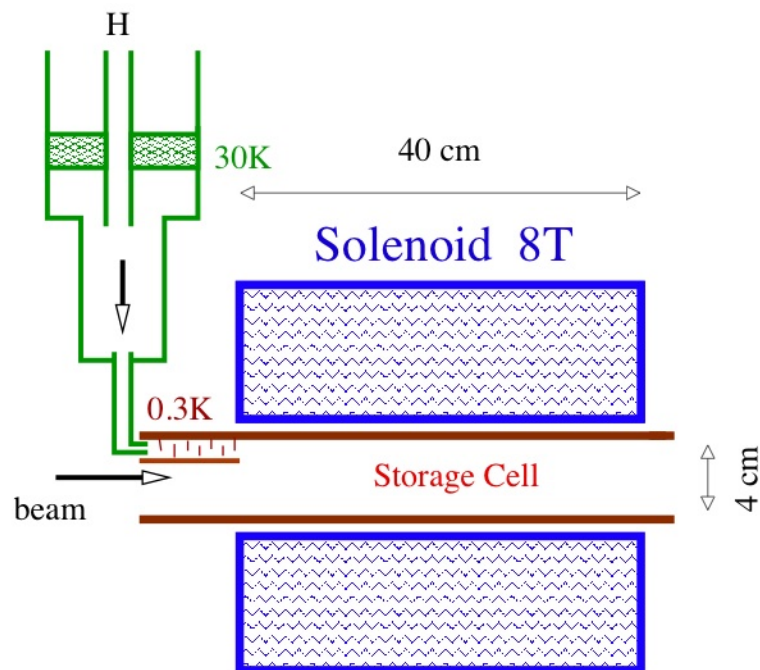 H
30K
40 cm
Solenoid 8T
0.3K
Storage Cell
beam
4 cm